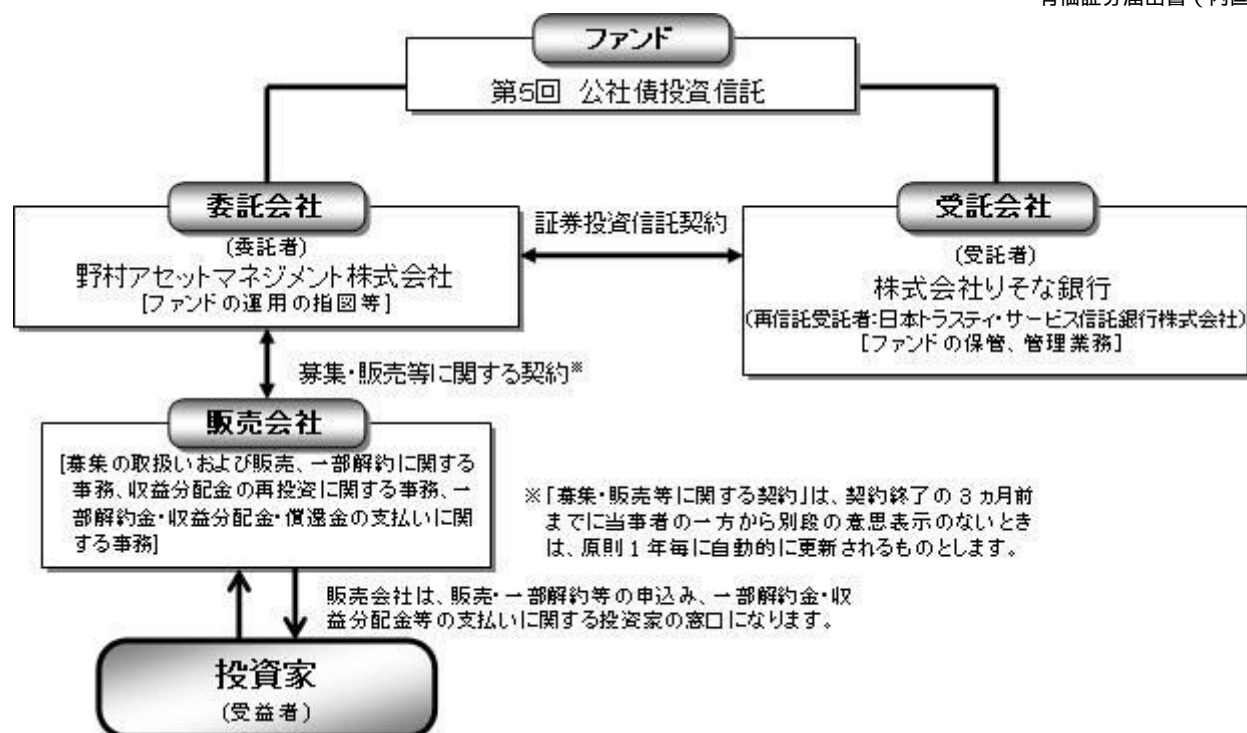 ファンド
第5回 公社債投資信託
委託会社
(委託者)
野村アセットマネジメント株式会社
[ファンドの運用の指図等]
証券投資信託契約
受託会社
(受託者)
株式会社りそな銀行
(再信託受託者:日本トラスティ・サービス信託銀行株式会社)
[ファンドの保管、管理業務]
募集・販売等に関する契約※
販売会社
[募集の取扱いおよび販売、一部解約に関する
事務、収益分配金の再投資に関する事務、一
部解約金・収益分配金・償還金の支払いに関
する事務]
※「募集・販売等に関する契約」は、契約終了の3ヵ月前
までに当事者の一方から別段の意思表示のないとき
は、原則1年毎に自動的に更新されるものとします。
販売会社は、販売・一部解約等の申込み、一部解約金・収
益分配金等の支払いに関する投資家の窓口になります。
投資家
(受益者)